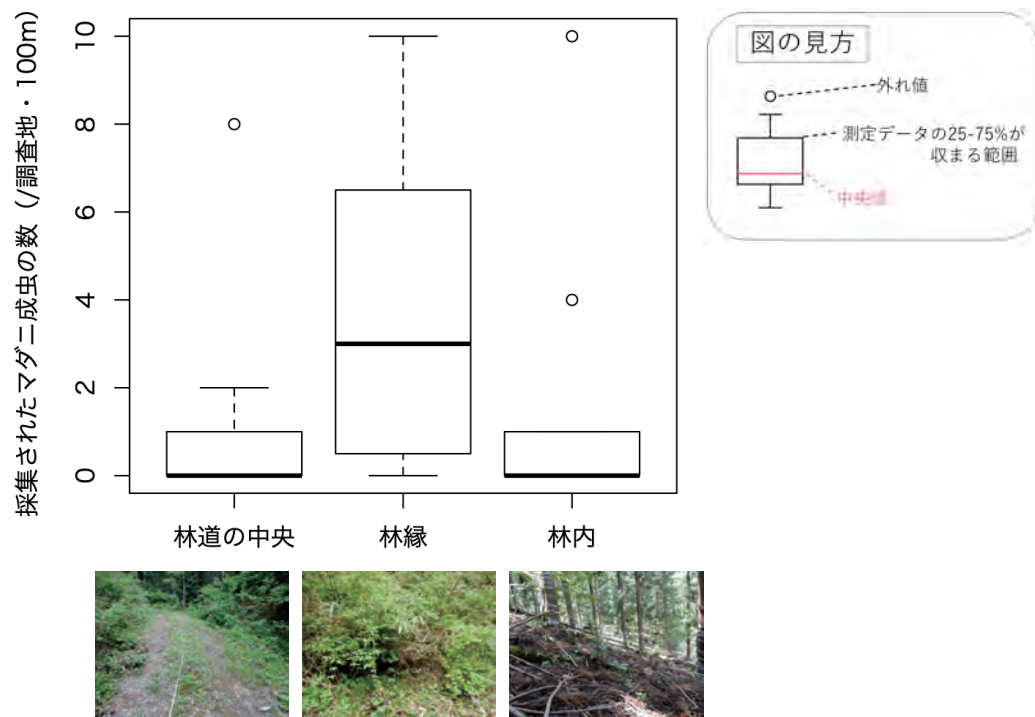 採集されたマダニ成虫の数（/調査地・100m）
10
8
6
4
2
0
林道の中央
林縁
林内
図の見方
外れ値
測定データの25-75%が
収まる範囲
中央値